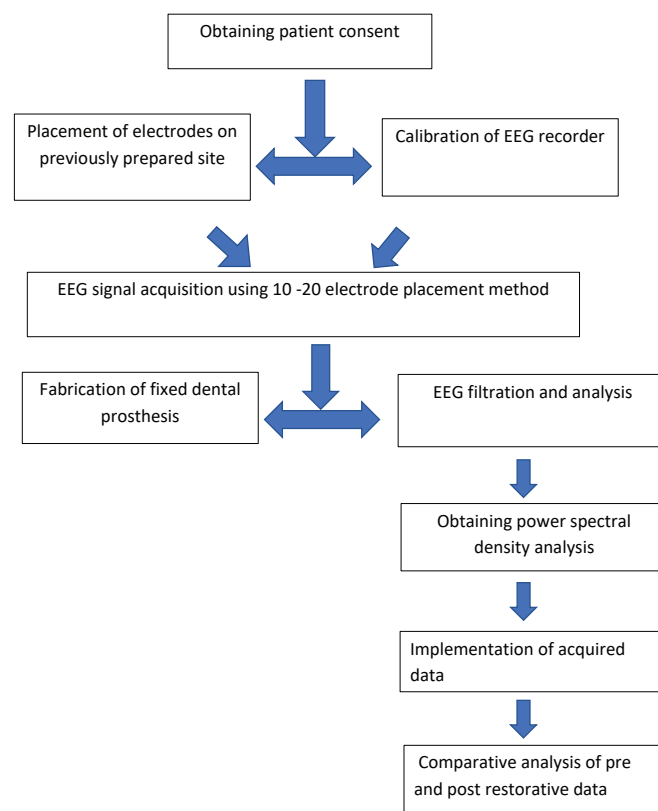 Obtaining patient consent
Placement of electrodes on
previously prepared site
Calibration of EEG recorder
EEG signal acquisition using 10 -20 electrode placement method
Fabrication of fixed dental
prosthesis
EEG filtration and analysis
Obtaining power spectral
density analysis
Implementation of acquired
data
Comparative analysis of pre
and post restorative data